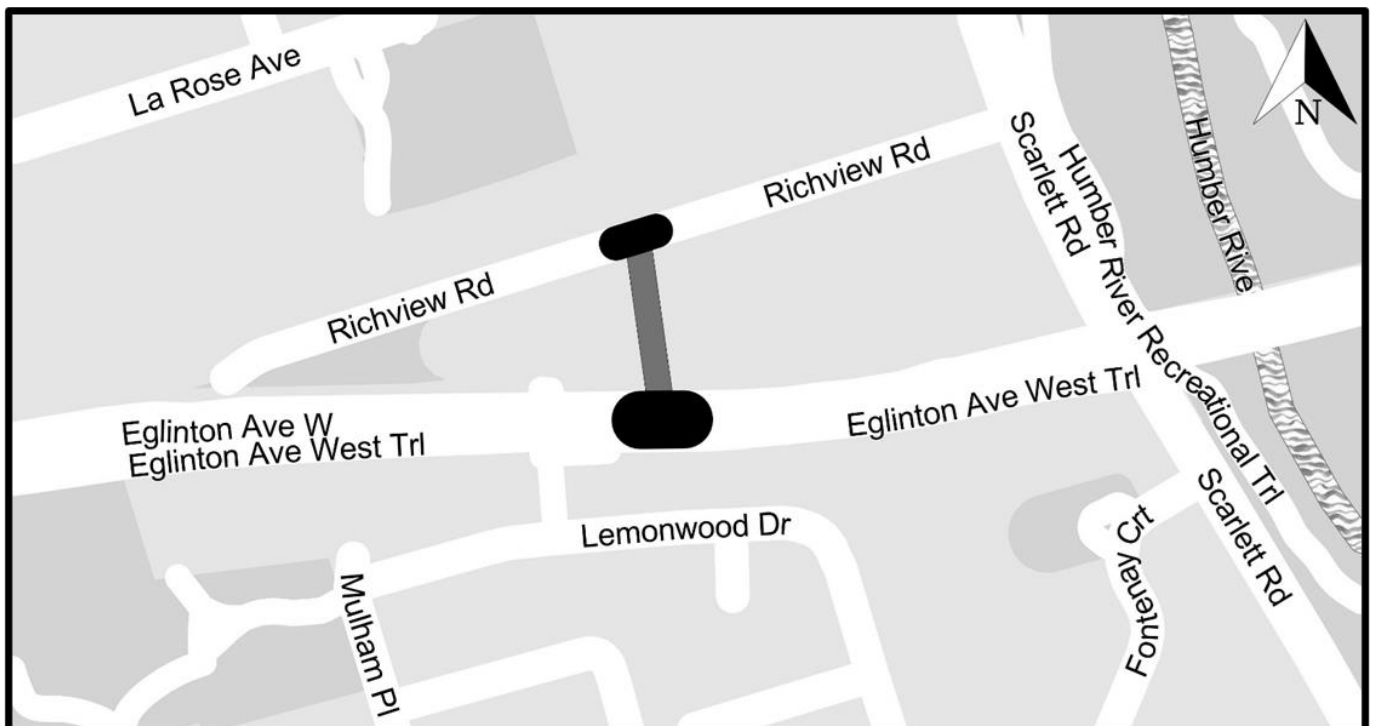 La Rose Ave
N
Richview Rd
Scarlett Rd
Humber River Recreational Trl
Humber Rive
Richview Rd
Eglinton Ave W
Eglinton Ave West Trl
Eglinton Ave West Trl
Lemonwood Dr
Mulham Pl
Fontenay Crt
Scarlett Rd